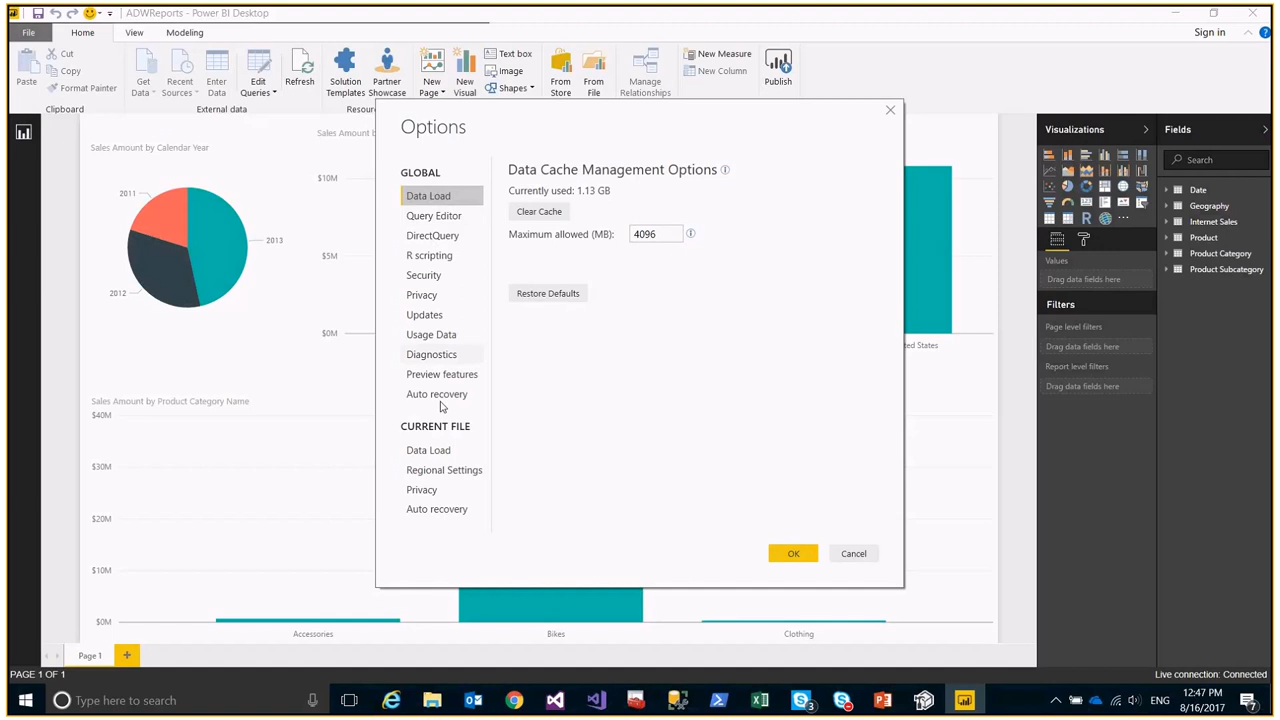 ADWReports - Power BI Desktop
File
Home
View
Modeling
Sign in
Paste
Cut
Copy
Format Painter
Clipboard
Get Data
Recent Sources
Enter Data
Edit Queries
External data
Refresh
Solution Templates
Partner Showcase
Resour
New Page
New Visual
Text box
Image
Shapes
From Store
From File
Manage Relationships
New Measure
New Column
Publish
Sales Amount by Calendar Year
2011
2012
2013
Sales Amount b
$10M
$5M
$0M
ted States
Sales Amount by Product Category Name
$40M
$30M
$20M
$10M
$0M
Accessories
Bikes
Clothing
Options
GLOBAL
Data Load
Query Editor
DirectQuery
R scripting
Security
Privacy
Updates
Usage Data
Diagnostics
Preview features
Auto recovery
CURRENT FILE
Data Load
Regional Settings
Privacy
Auto recovery
Data Cache Management Options
Currently used: 1.13 GB
Clear Cache
Maximum allowed (MB): 4096
Restore Defaults
OK
Cancel
Visualizations
R
Values
Drag data fields here
Filters
Page level filters
Drag data fields here
Report level filters
Drag data fields here
Fields
Search
Date
Geography
Internet Sales
Product
Product Category
Product Subcategory
Page 1
PAGE 1 OF 1
Live connection: Connected
Type here to search
3
ENG
12:47 PM
8/16/2017
7